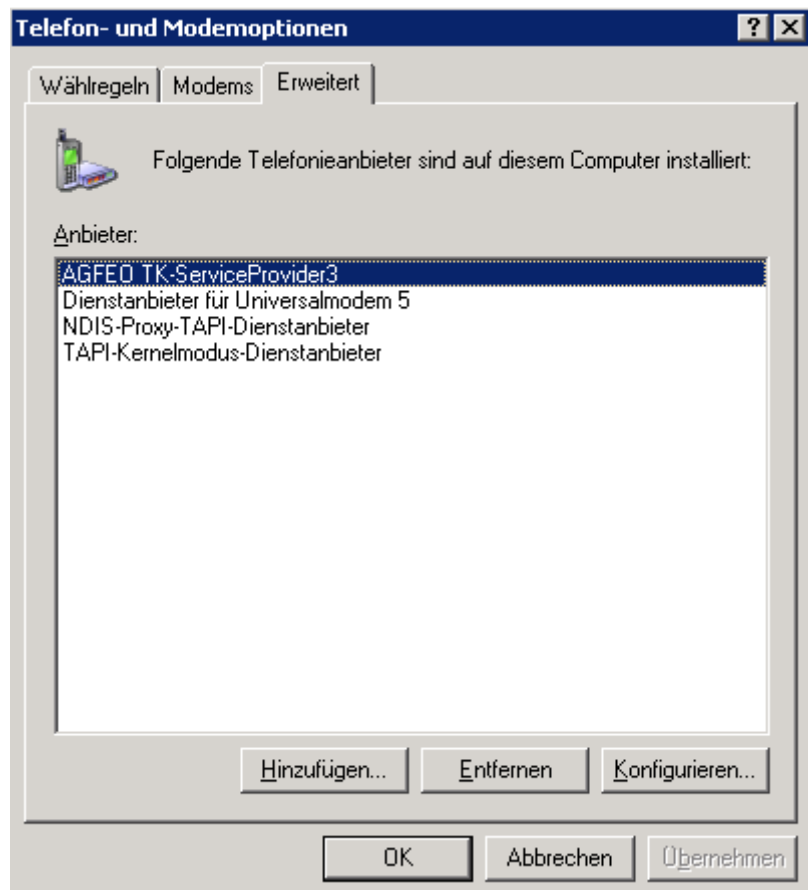 Telefon- und Modemoptionen
Wählregeln Modems Erweitert
Folgende Telefonieanbieter sind auf diesem Computer installiert:
Anbieter:
AGFEO TK-ServiceProvider3
Dienstanbieter für Universalmodem 5
NDIS-Proxy-TAPI-Dienstanbieter
TAPI-Kernelmodus-Dienstanbieter
Hinzufügen... Entfernen Konfigurieren...
OK Abbrechen Übernehmen